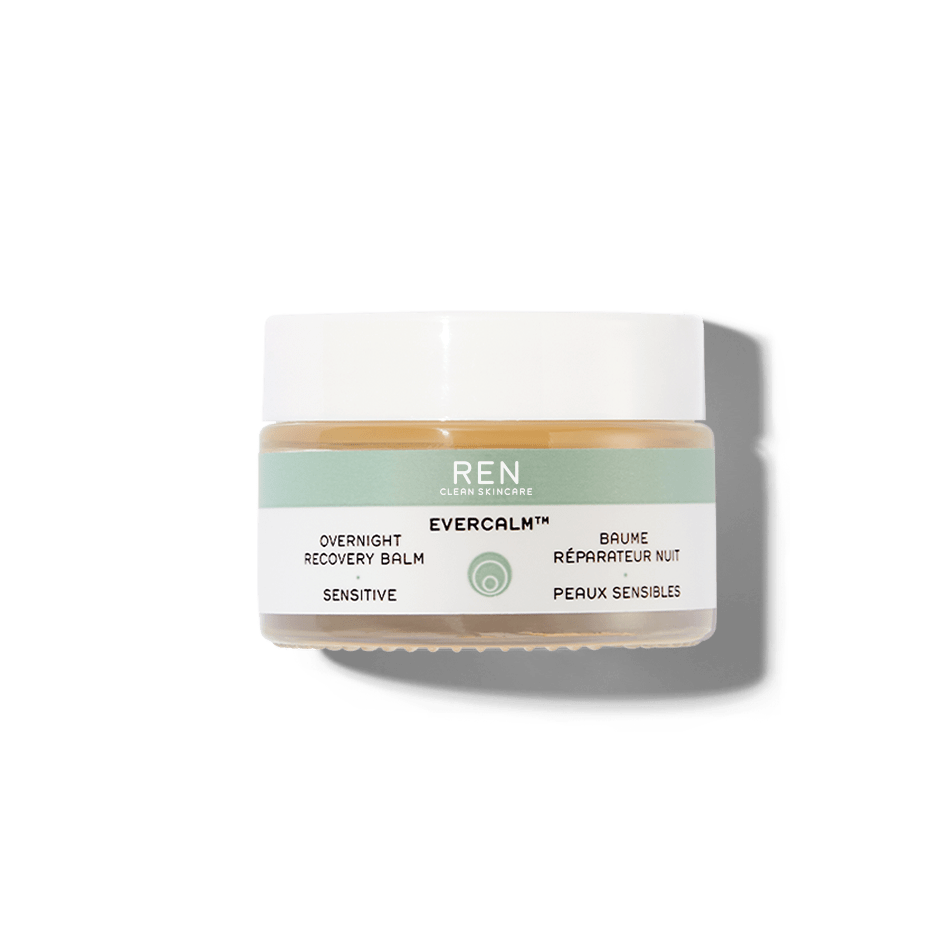 REN
CLEAN SKINCARE
EVERCALM™
OVERNIGHT
RECOVERY BALM
SENSITIVE
BAUME
RÉPARATEUR NUIT
PEAUX SENSIBLES